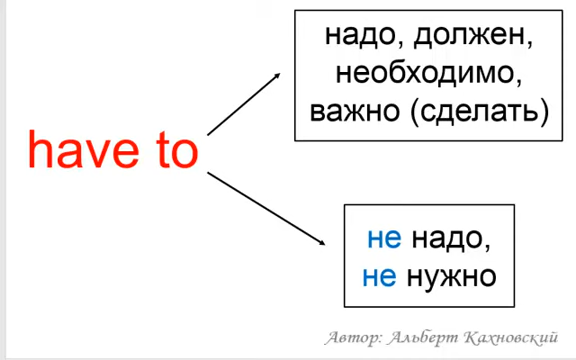 надо, должен,
необходимо,
важно (сделать)
have to
не надо,
не нужно
Автор: Альберт Кахновский